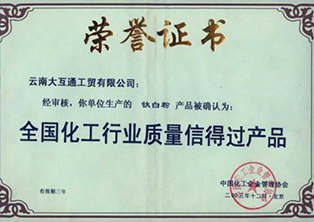 荣誉证书
云南大互通工贸有限公司：
经审核，你单位生产的 钛白粉 产品被确认为：
全国化工行业质量信得过产品
中国化工企业管理协会
有效期三年
二00三年十二月·北京